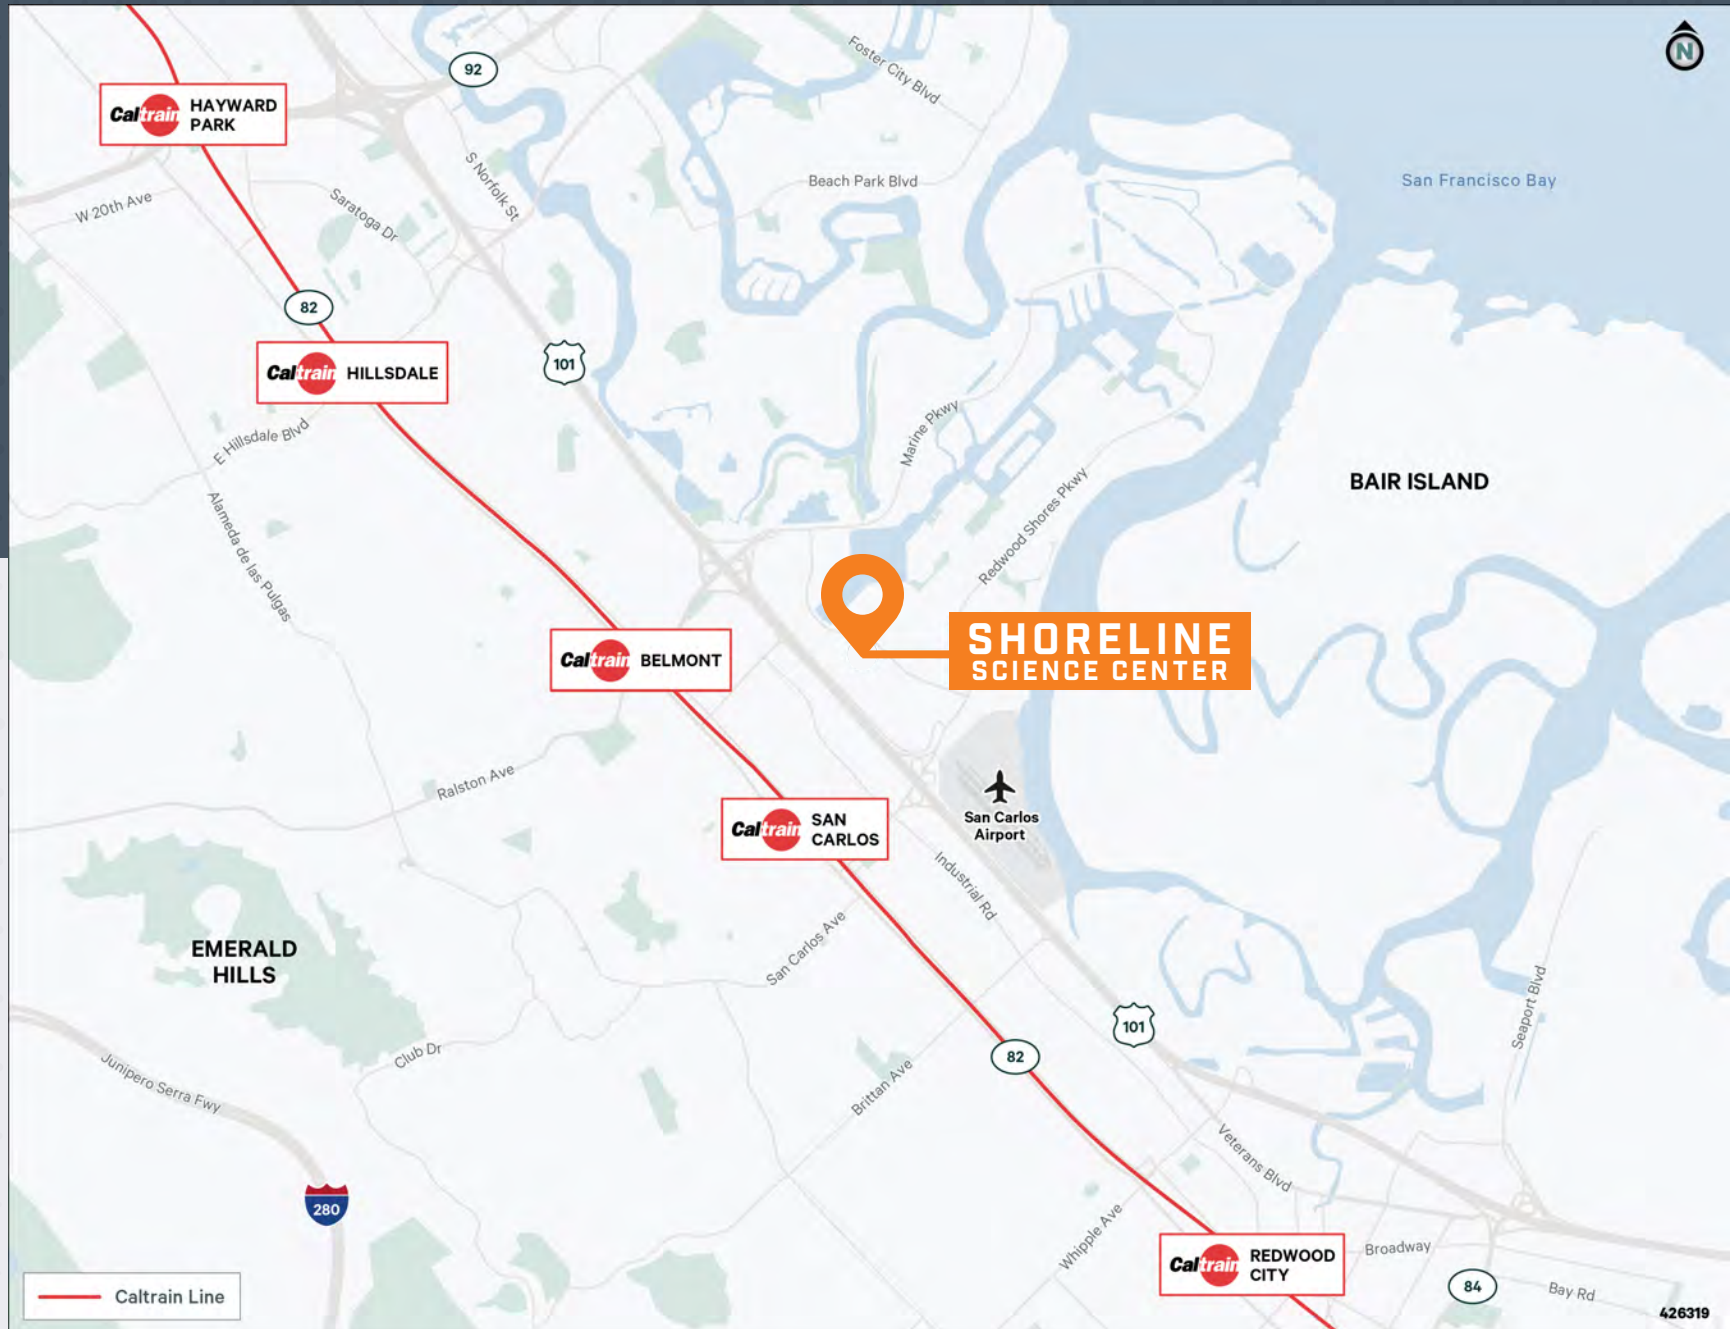 N
92
Foster City Blvd
Caltrain HAYWARD
PARK
S Norfolk St
Beach Park Blvd
San Francisco Bay
W 20th Ave
Saratoga Dr
82
101
Caltrain HILLSDALE
Marine Pkwy
E Hillsdale Blvd
BAIR ISLAND
Redwood Shores Pkwy
Alameda de las Pulgas
SHORELINE
SCIENCE CENTER
Caltrain BELMONT
Ralston Ave
San Carlos
Airport
Caltrain SAN
CARLOS
Industrial Rd
San Carlos Ave
EMERALD
HILLS
Seaport Blvd
101
82
Club Dr
Junipero Serra Fwy
Brittan Ave
Veterans Blvd
280
Whipple Ave
Caltrain REDWOOD
CITY
Broadway
84
Bay Rd
Caltrain Line
426319